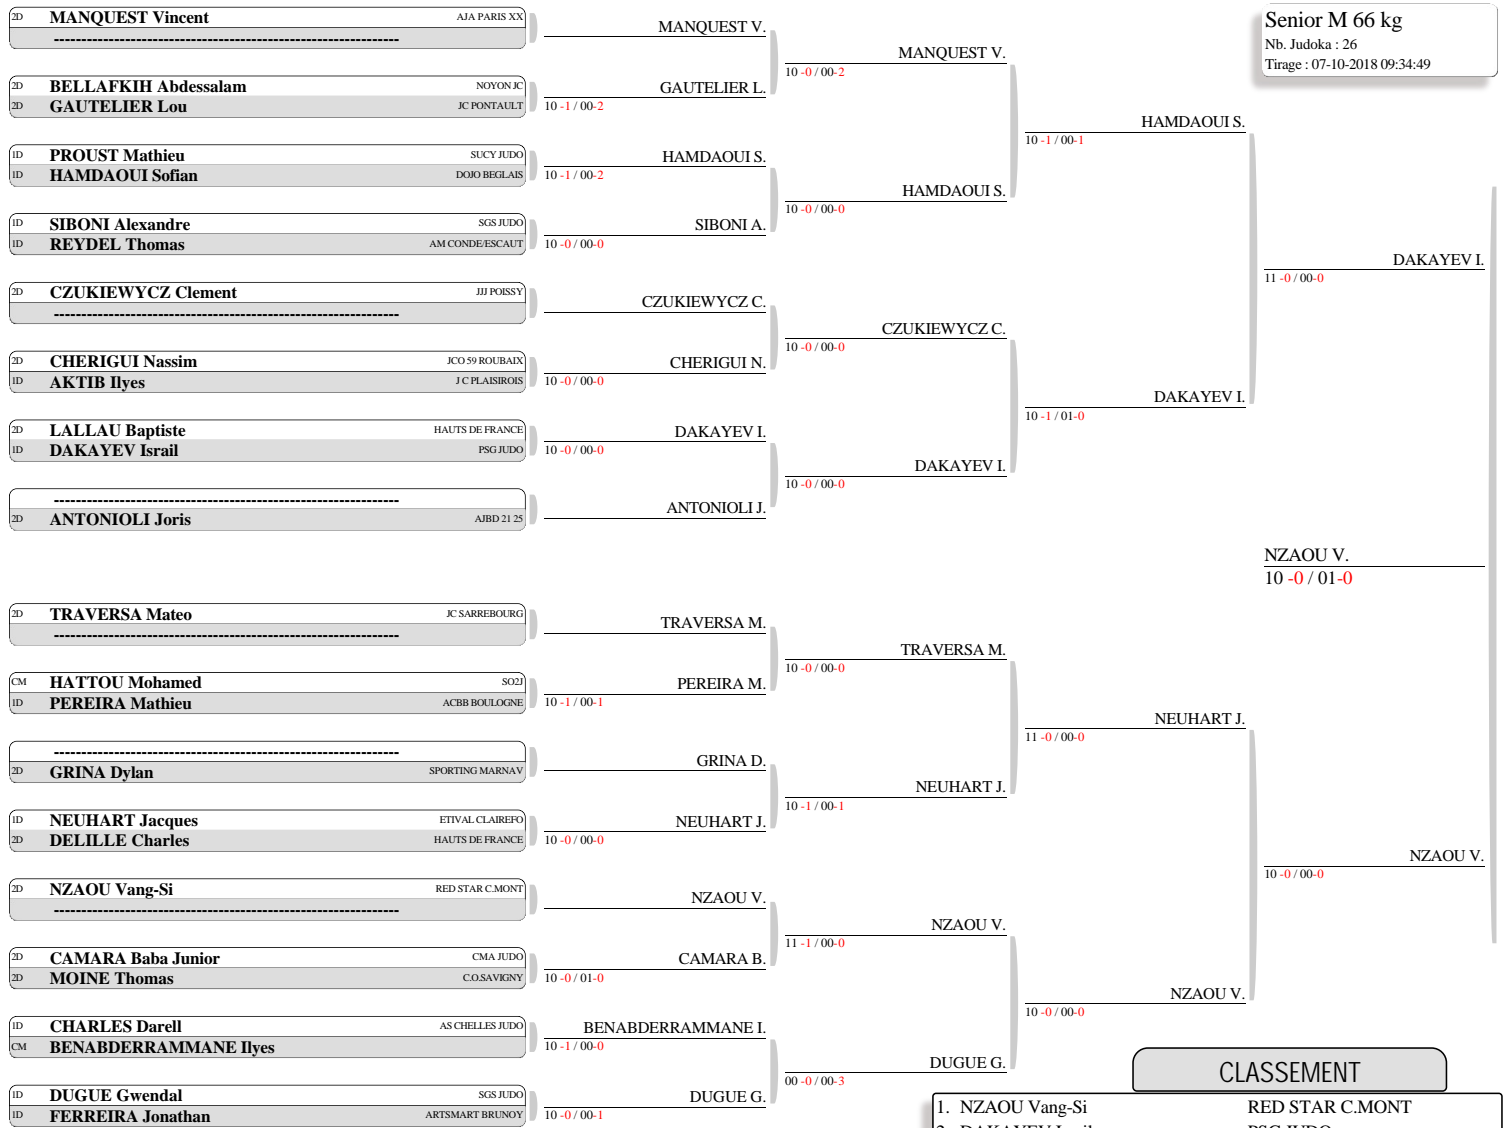 Senior M 66 kg
Nb. Judoka : 26
Tirage : 07-10-2018 09:34:49
2D MANQUEST Vincent AJA PARIS XX
----------------------------------------------------------------
2D BELLAFKIH Abdessalam NOYON JC
2D GAUTELIER Lou JC PONTAULT
1D PROUST Mathieu SUCY JUDO
1D HAMDAOUI Sofian DOJO BEGLAIS
1D SIBONI Alexandre SGS JUDO
1D REYDEL Thomas AM CONDE/ESCAUT
2D CZUKIEWYCZ Clement JJJ POISSY
----------------------------------------------------------------
2D CHERIGUI Nassim JCO 59 ROUBAIX
1D AKTIB Ilyes J C PLAISIROIS
2D LALLAU Baptiste HAUTS DE FRANCE
1D DAKAYEV Israil PSG JUDO
----------------------------------------------------------------
2D ANTONIOLI Joris AJBD 21 25
2D TRAVERSA Mateo JC SARREBOURG
----------------------------------------------------------------
CM HATTOU Mohamed SO2J
1D PEREIRA Mathieu ACBB BOULOGNE
----------------------------------------------------------------
2D GRINA Dylan SPORTING MARNAV
1D NEUHART Jacques ETIVAL CLAIREFO
2D DELILLE Charles HAUTS DE FRANCE
2D NZAOU Vang-Si RED STAR C.MONT
----------------------------------------------------------------
2D CAMARA Baba Junior CMA JUDO
2D MOINE Thomas C.O.SAVIGNY
1D CHARLES Darell AS CHELLES JUDO
CM BENABDERRAMMANE Ilyes
1D DUGUE Gwendal SGS JUDO
1D FERREIRA Jonathan ARTSMART BRUNOY
MANQUEST V.
GAUTELIER L.
10 -1 / 00-2
HAMDAOUI S.
10 -1 / 00-2
SIBONI A.
10 -0 / 00-0
CZUKIEWYCZ C.
CHERIGUI N.
10 -0 / 00-0
DAKAYEV I.
10 -0 / 00-0
ANTONIOLI J.
TRAVERSA M.
PEREIRA M.
10 -1 / 00-1
GRINA D.
NEUHART J.
10 -0 / 00-0
NZAOU V.
CAMARA B.
10 -0 / 01-0
BENABDERRAMMANE I.
10 -1 / 00-0
DUGUE G.
10 -0 / 00-1
MANQUEST V.
10 -0 / 00-2
HAMDAOUI S.
10 -0 / 00-0
CZUKIEWYCZ C.
10 -0 / 00-0
DAKAYEV I.
10 -0 / 00-0
TRAVERSA M.
10 -0 / 00-0
NEUHART J.
10 -1 / 00-1
NZAOU V.
11 -1 / 00-0
DUGUE G.
00 -0 / 00-3
HAMDAOUI S.
10 -1 / 00-1
DAKAYEV I.
10 -1 / 01-0
NEUHART J.
11 -0 / 00-0
NZAOU V.
10 -0 / 00-0
DAKAYEV I.
11 -0 / 00-0
NZAOU V.
10 -0 / 01-0
NZAOU V.
10 -0 / 00-0
CLASSEMENT
1. NZAOU Vang-Si RED STAR C.MONT